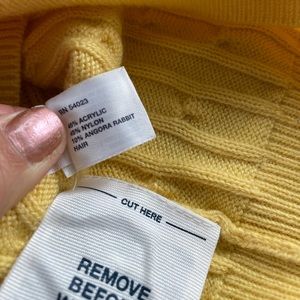 RN 54023
ACRYLIC
NYLON
10% ANGORA RABBIT
HAIR
CUT HERE
REMOVE